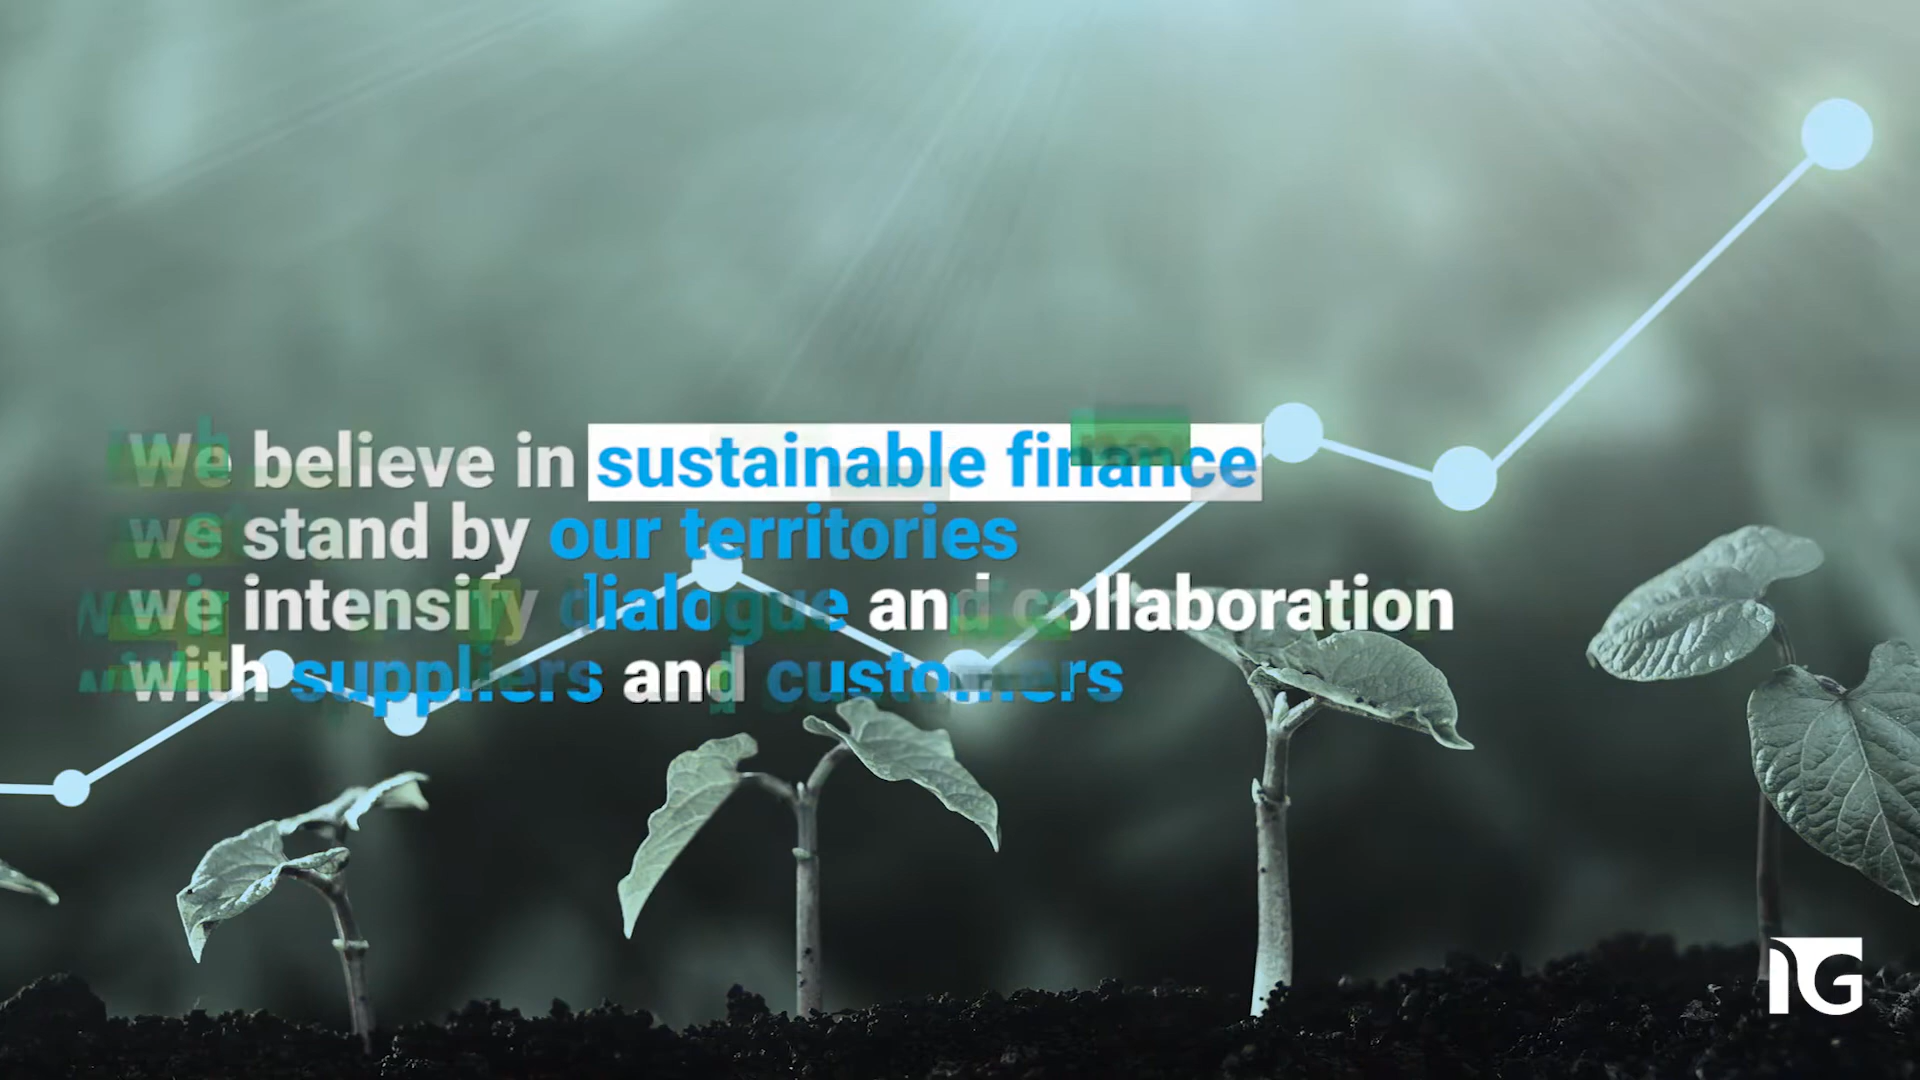 We believe in sustainable finance
we stand by our territories
we intensify dialogue and collaboration
with suppliers and customers
IG